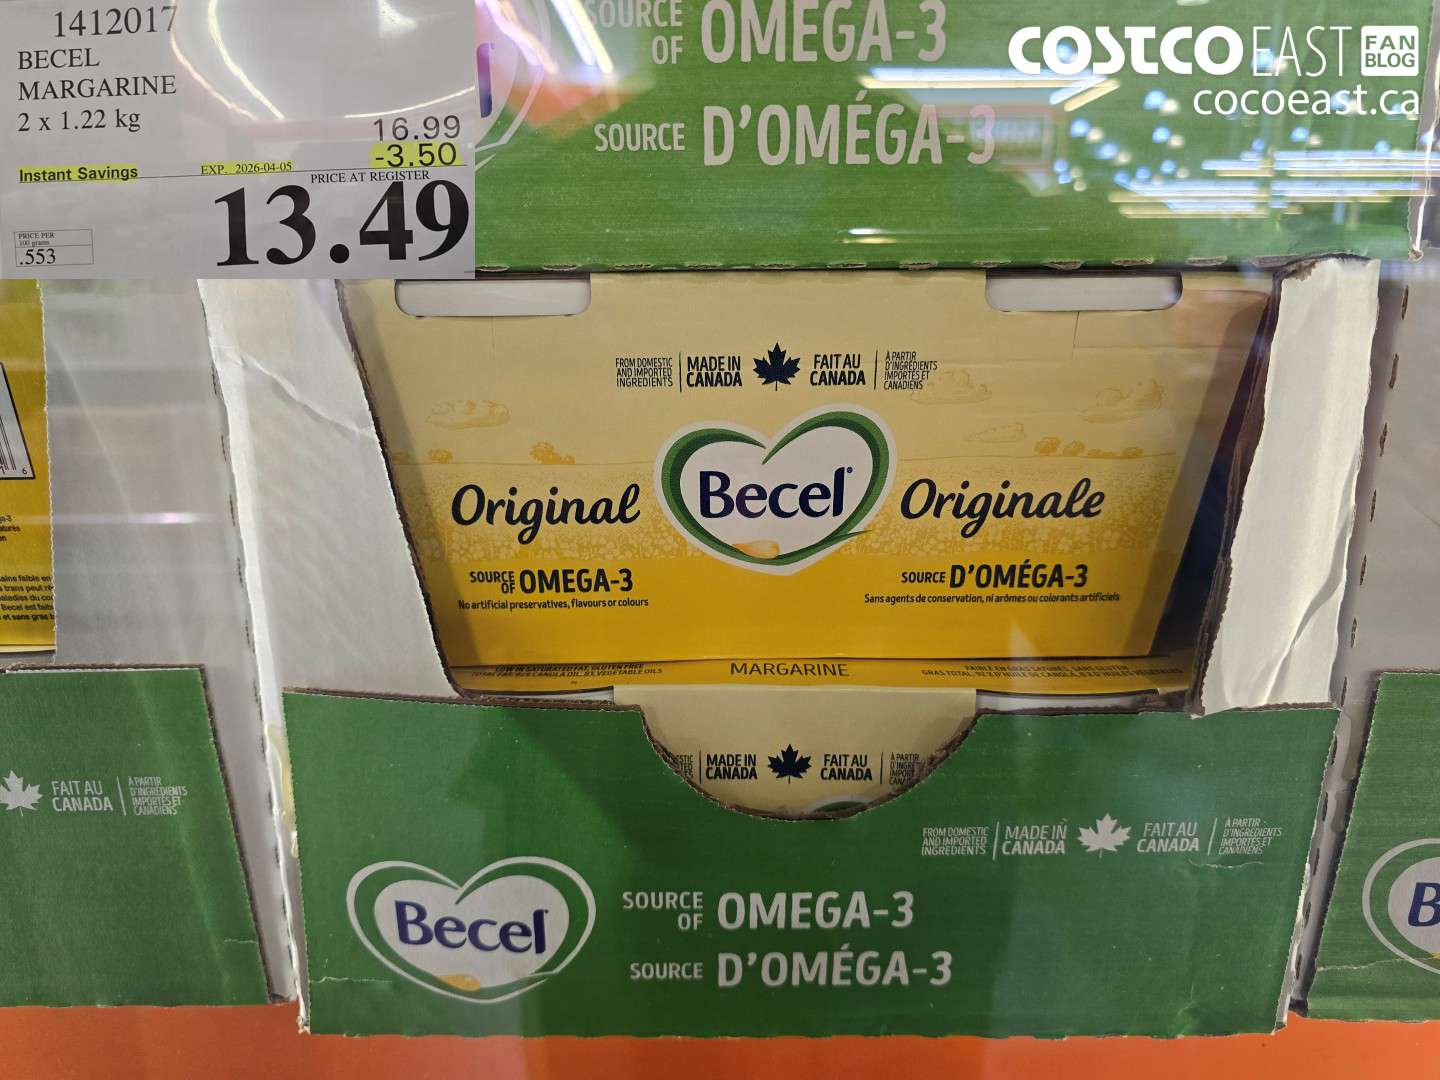 1412017
BECEL
MARGARINE
2 x 1.22 kg
16.99
-3.50
Instant Savings
EXP. 2026-04-05
PRICE AT REGISTER
13.49
PRICE PER
100 grams
.553
COSTCO EAST FAN BLOG
cocoeast.ca
SOURCE OF OMEGA-3
SOURCE D'OMÉGA-3
FROM DOMESTIC
AND IMPORTED
INGREDIENTS
MADE IN
CANADA
FAIT AU
CANADA
À PARTIR
D'INGRÉDIENTS
IMPORTÉS ET
CANADIENS
Original
Becel
Originale
SOURCE OF OMEGA-3
No artificial preservatives, flavours or colours
SOURCE D'OMÉGA-3
Sans agents de conservation, ni arômes ou colorants artificiels
MARGARINE
MADE IN
CANADA
FAIT AU
CANADA
FAIT AU
CANADA
À PARTIR
D'INGRÉDIENTS
IMPORTÉS ET
CANADIENS
FROM DOMESTIC
AND IMPORTED
INGREDIENTS
MADE IN
CANADA
FAIT AU
CANADA
À PARTIR
D'INGRÉDIENTS
IMPORTÉS ET
CANADIENS
Becel
SOURCE OF OMEGA-3
SOURCE D'OMÉGA-3